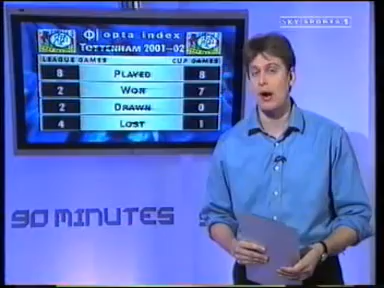 SKY SPORTS 1
opta index
TOTTENHAM 2001-02
LEAGUE GAMES CUP GAMES
8 PLAYED 8
2 WON 7
2 DRAWN 0
4 LOST 1
90 MINUTES